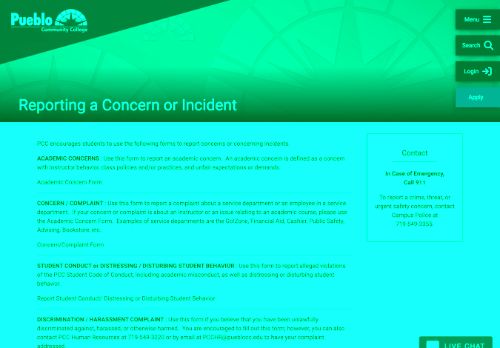 Pueblo
Community College
Menu
Search
Login
Apply
Reporting a Concern or Incident
PCC encourages students to use the following forms to report concerns or concerning incidents.
ACADEMIC CONCERNS : Use this form to report an academic concern. An academic concern is defined as a concern
with instructor behavior, class policies and/or practices, and unfair expectations or demands.
Academic Concern Form
CONCERN / COMPLAINT : Use this form to report a complaint about a service department or an employee in a service
department. If your concern or complaint is about an instructor or an issue relating to an academic course, please use
the Academic Concern Form. Examples of service departments are the GoZone, Financial Aid, Cashier, Public Safety,
Advising, Bookstore, etc.
Concern/Complaint Form
STUDENT CONDUCT or DISTRESSING / DISTURBING STUDENT BEHAVIOR : Use this form to report alleged violations
of the PCC Student Code of Conduct, including academic misconduct, as well as distressing or disturbing student
behavior.
Report Student Conduct, Distressing or Disturbing Student Behavior
DISCRIMINATION / HARASSMENT COMPLAINT : Use this form if you believe that you have been unlawfully
discriminated against, harassed, or otherwise harmed. You are encouraged to fill out this form; however, you can also
contact PCC Human Resources at 719-549-3220 or by email at PCCHR@pueblocc.edu to have your complaint
addressed.
Contact
In Case of Emergency,
Call 911
To report a crime, threat, or
urgent safety concern, contact
Campus Police at
719-549-3355
LIVE CHAT